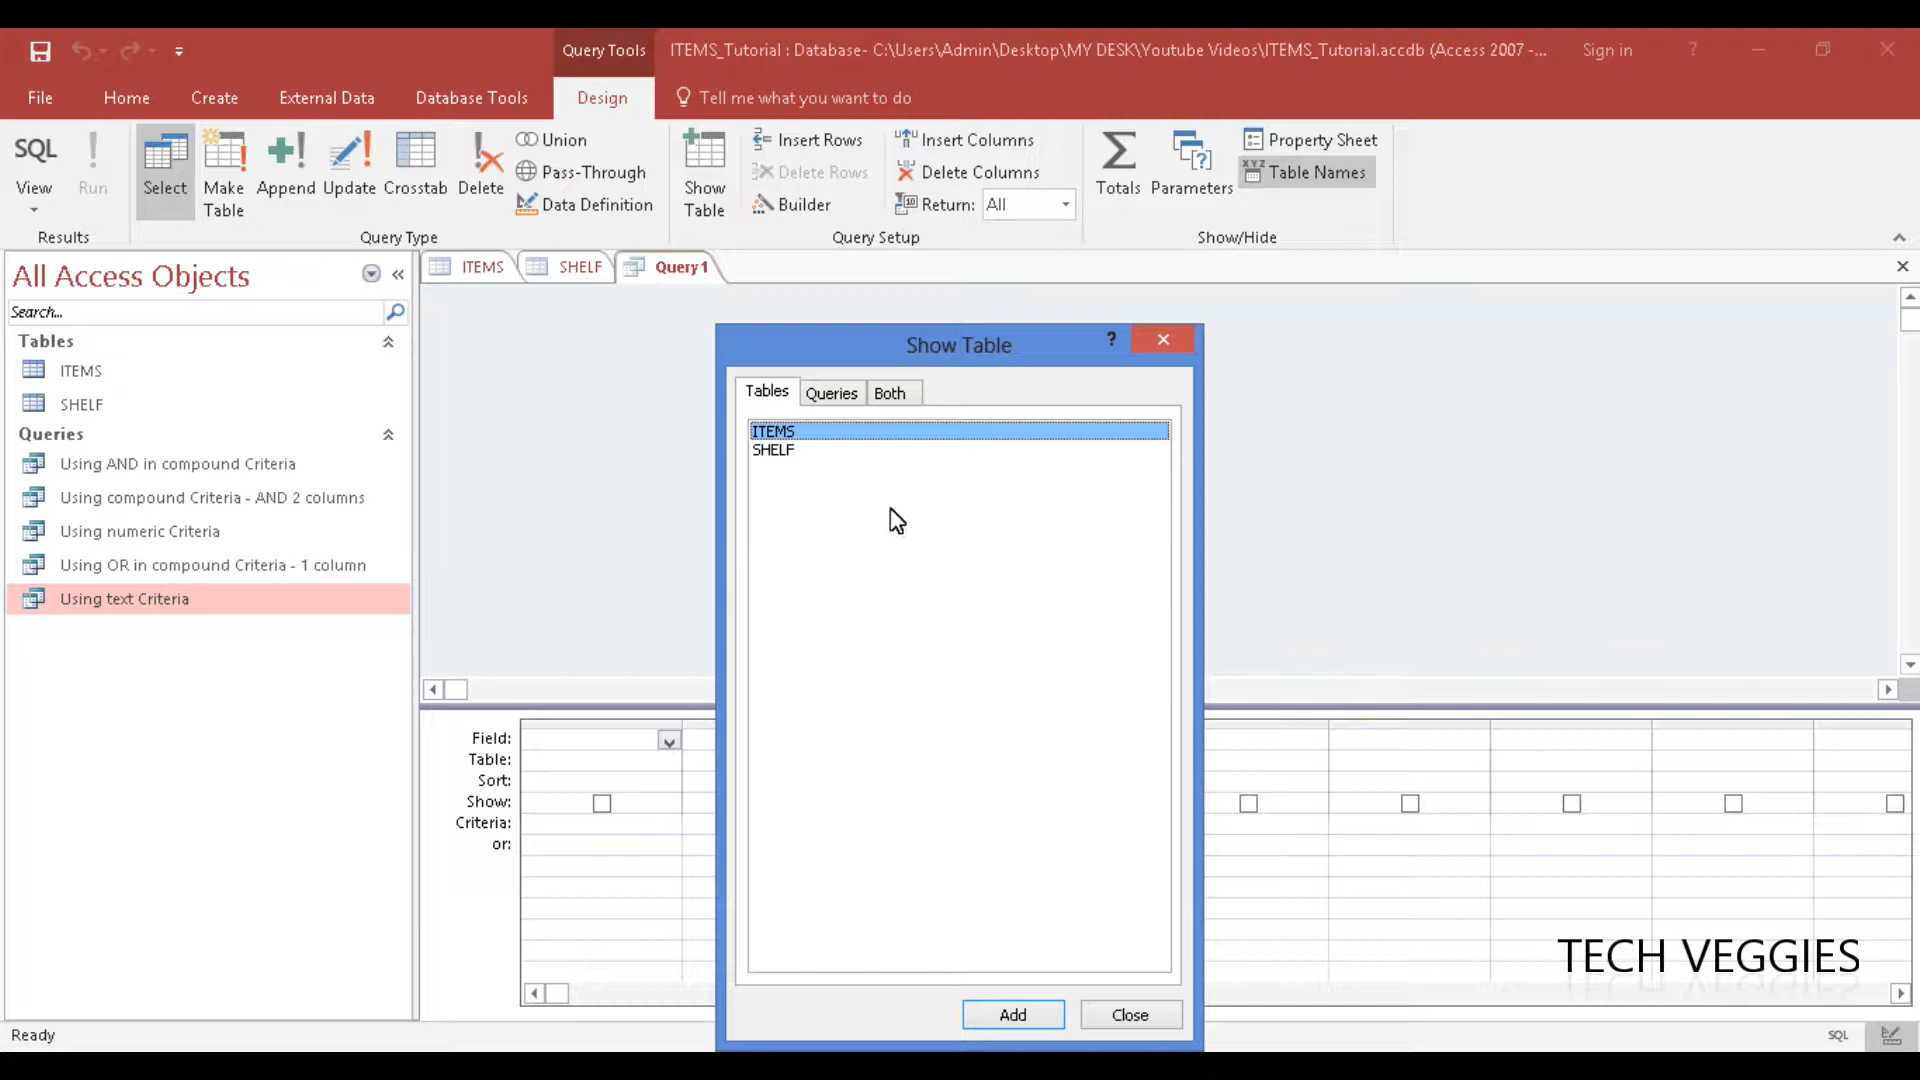 Query Tools
ITEMS_Tutorial : Database- C:\Users\Admin\Desktop\MY DESK\Youtube Videos\ITEMS_Tutorial.accdb (Access 2007 -...
Sign in
?
File
Home
Create
External Data
Database Tools
Design
Tell me what you want to do
SQL
View
Run
Select
Make
Table
Append
Update
Crosstab
Delete
Union
Pass-Through
Data Definition
Show
Table
Insert Rows
Delete Rows
Builder
Insert Columns
Delete Columns
Return:
All
Totals
Parameters
Property Sheet
XYZ
Table Names
Results
Query Type
Query Setup
Show/Hide
All Access Objects
Search...
Tables
ITEMS
SHELF
Queries
Using AND in compound Criteria
Using compound Criteria - AND 2 columns
Using numeric Criteria
Using OR in compound Criteria - 1 column
Using text Criteria
ITEMS
SHELF
Query1
Show Table
?
Tables
Queries
Both
ITEMS
SHELF
Add
Close
Field:
Table:
Sort:
Show:
Criteria:
or:
TECH VEGGIES
Ready
SQL